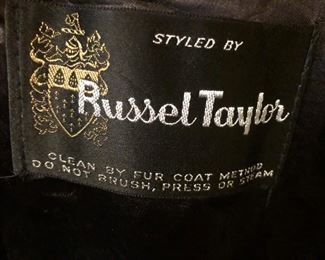 STYLED BY
Russel Taylor
CLEAN BY FUR COAT METHOD
DO NOT BRUSH, PRESS OR STEAM